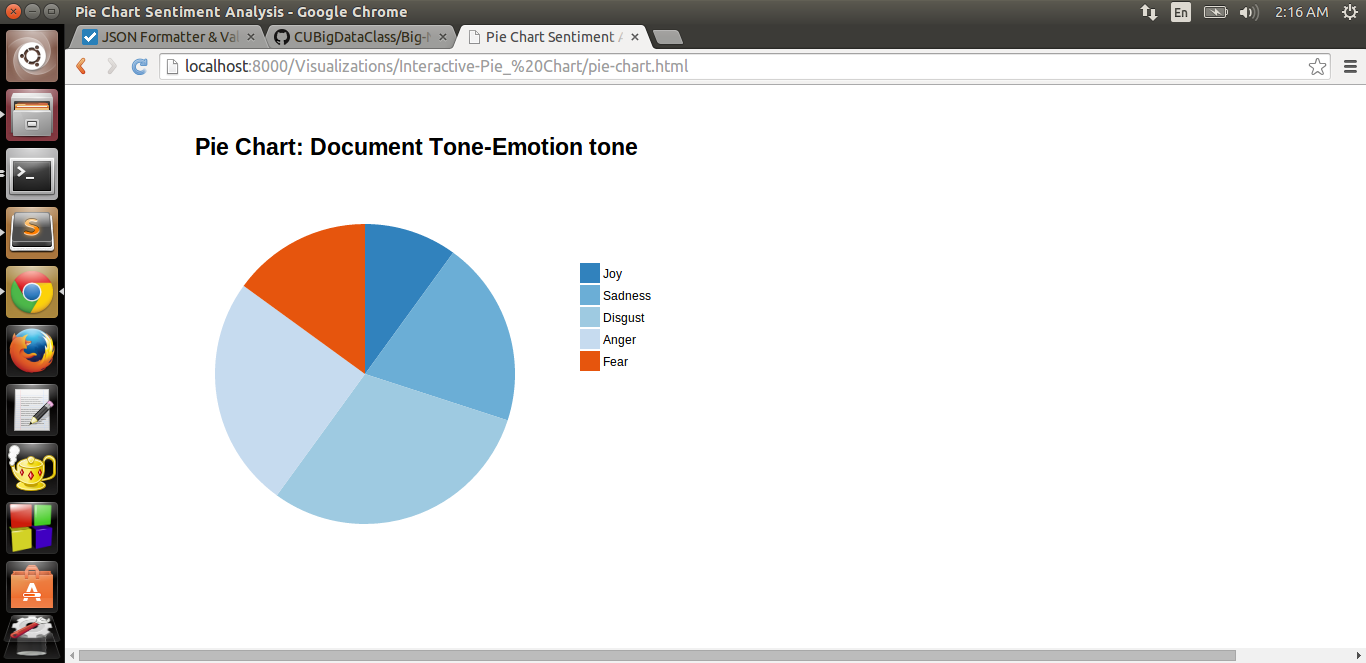 Pie Chart Sentiment Analysis - Google Chrome
En
2:16 AM
JSON Formatter & Val
CUBigDataClass/Big-
Pie Chart Sentiment
localhost:8000/Visualizations/Interactive-Pie_%20Chart/pie-chart.html
Pie Chart: Document Tone-Emotion tone
Joy
Sadness
Disgust
Anger
Fear